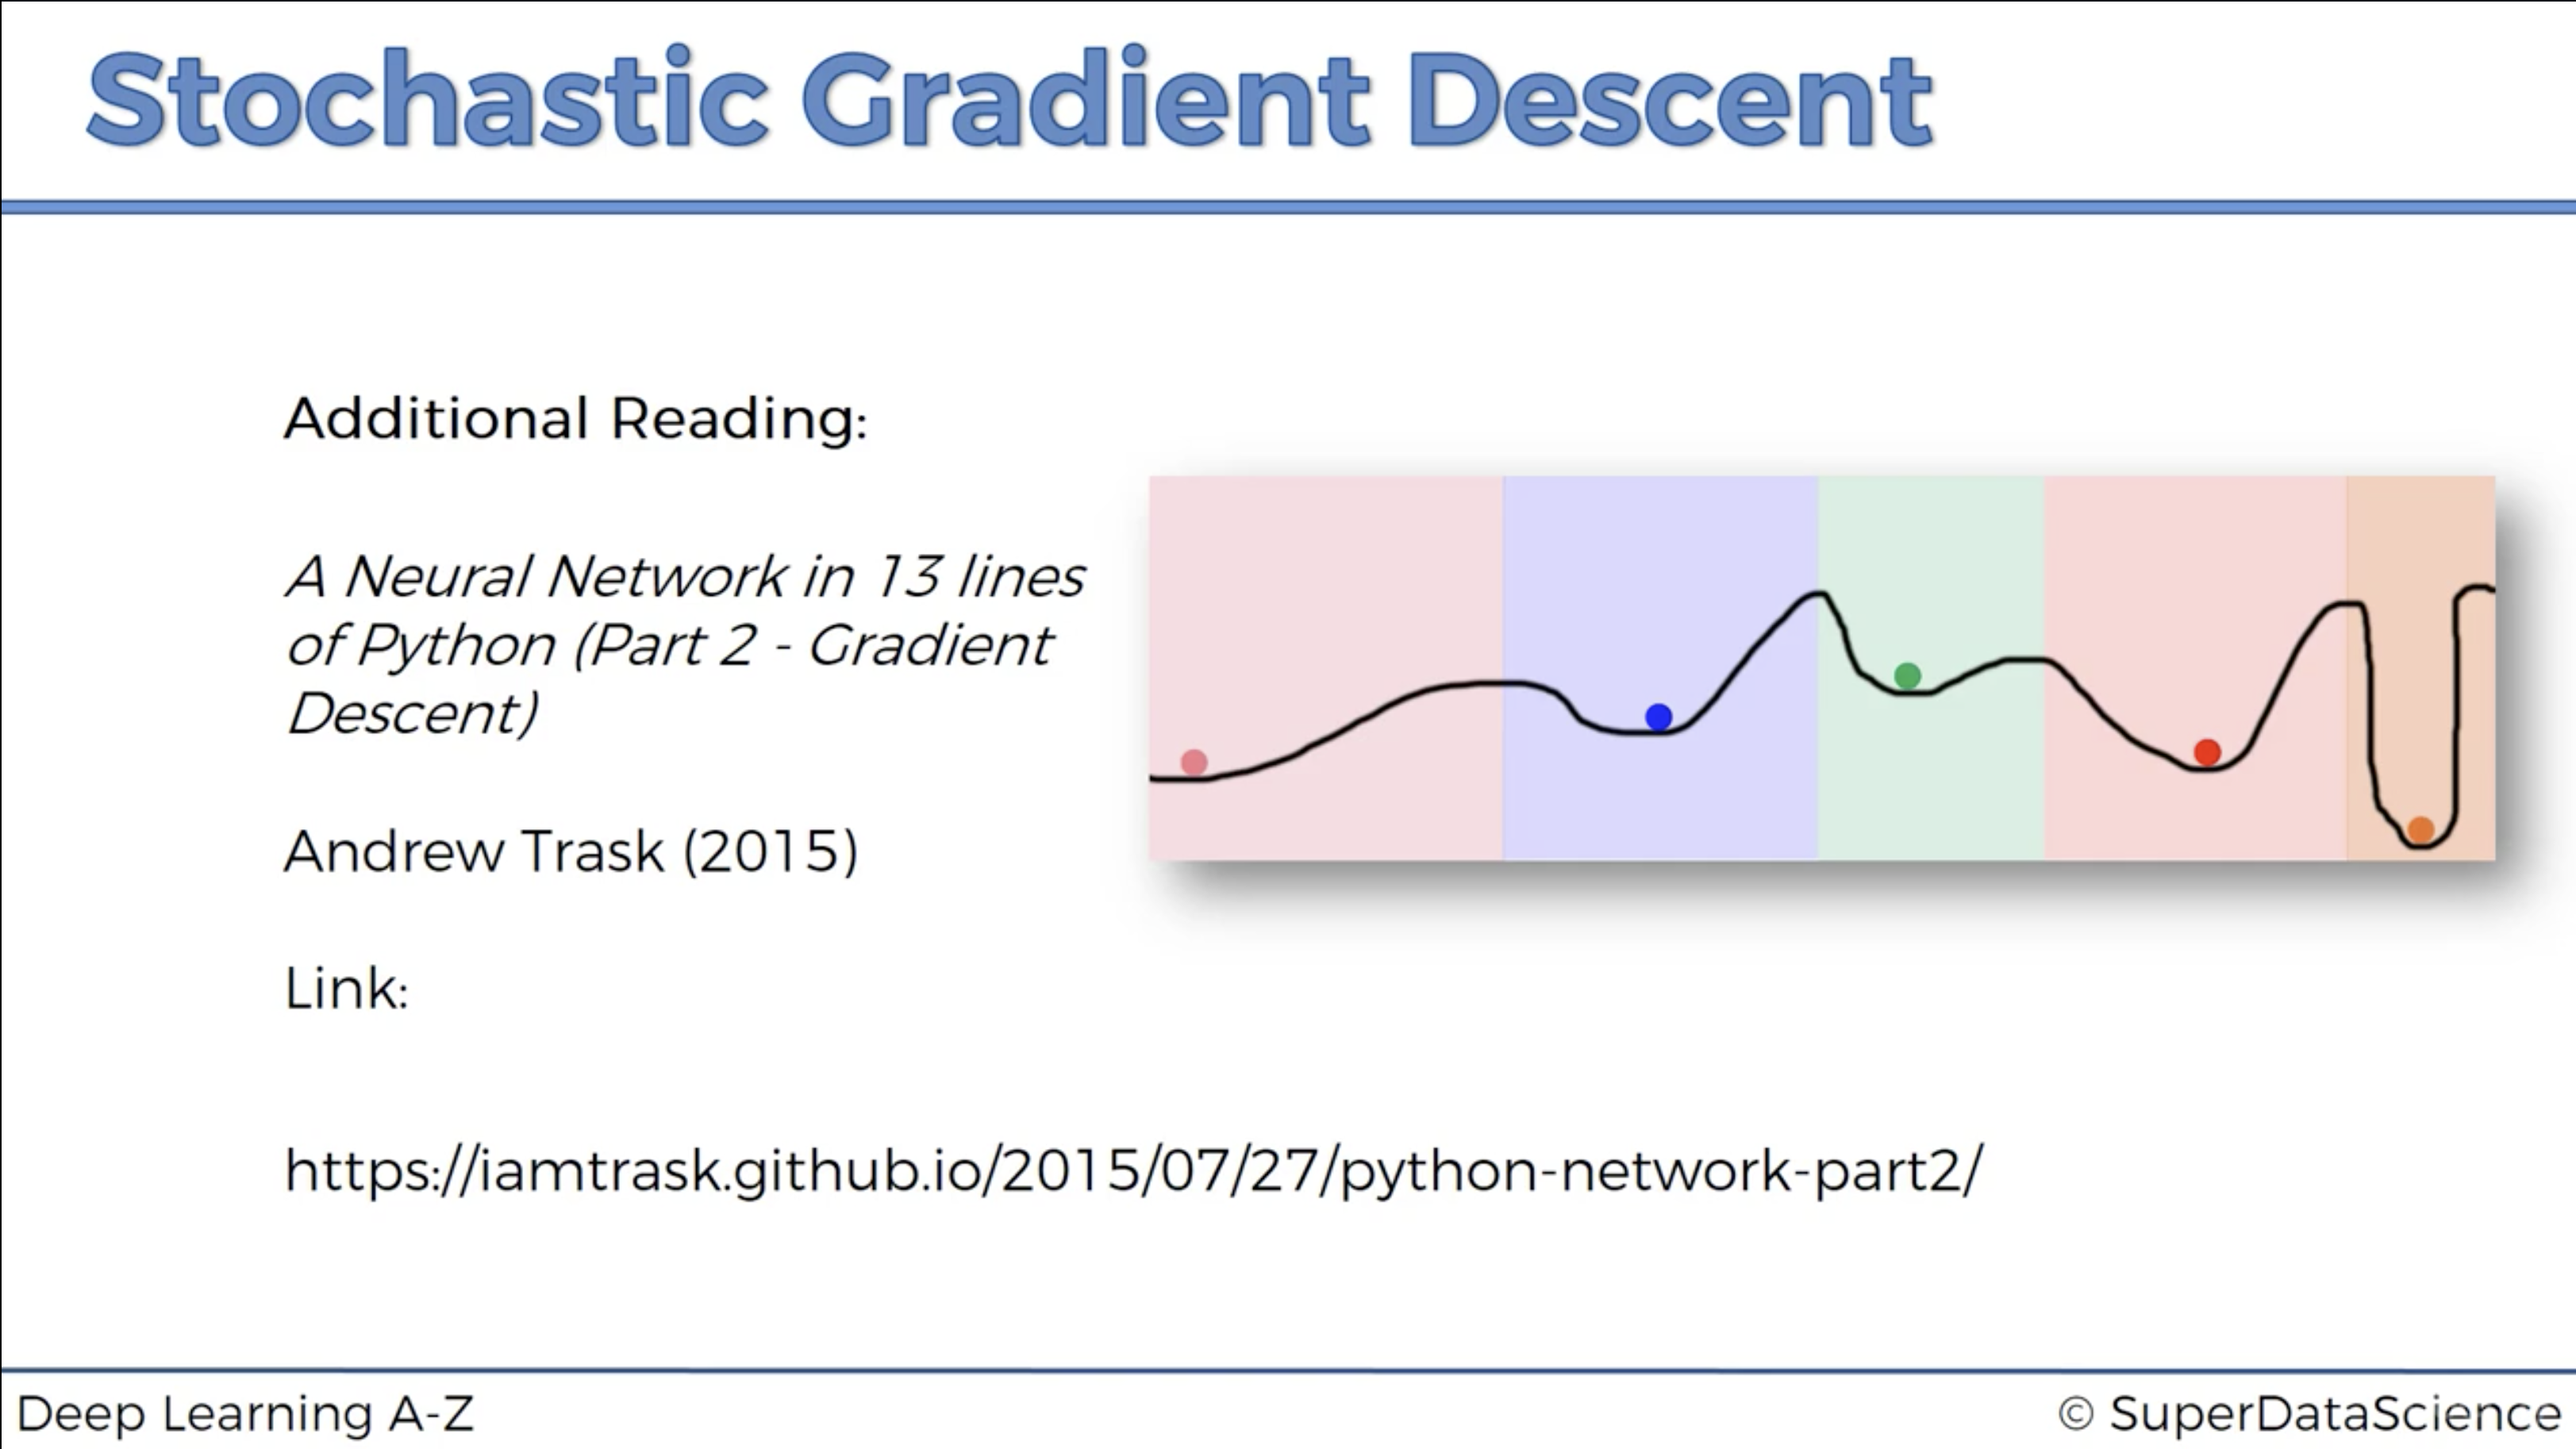 Stochastic Gradient Descent
Additional Reading:
A Neural Network in 13 lines
of Python (Part 2 - Gradient
Descent)
Andrew Trask (2015)
Link:
https://iamtrask.github.io/2015/07/27/python-network-part2/
Deep Learning A-Z
© SuperDataScience